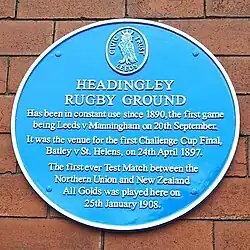 HEADINGLEY
RUGBY GROUND
Has been in constant use since 1890, the first game
being Leeds v Manningham on 20th September.
It was the venue for the first Challenge Cup Final,
Batley v St. Helens, on 24th April 1897.
The first ever Test Match between the
Northern Union and New Zealand
All Golds was played here on
25th January 1908.